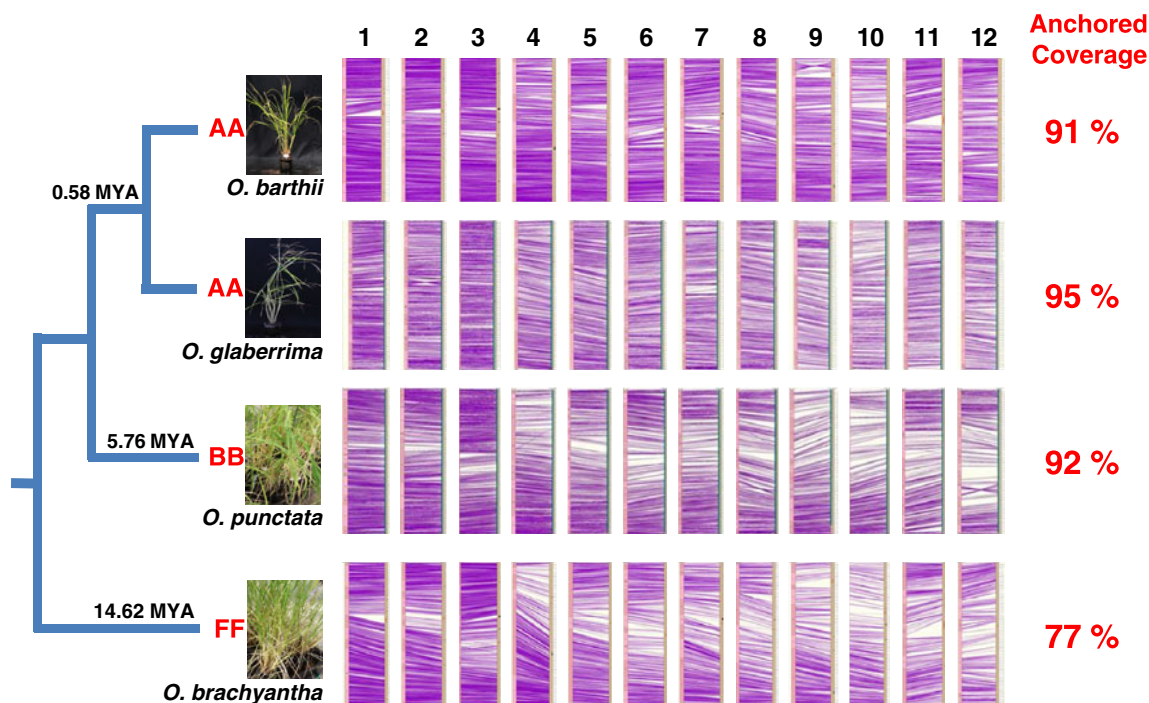 1 2 3 4 5 6 7 8 9 10 11 12
Anchored
Coverage
AA
O. barthii
91 %
0.58 MYA
AA
O. glaberrima
95 %
5.76 MYA
BB
O. punctata
92 %
14.62 MYA
FF
O. brachyantha
77 %